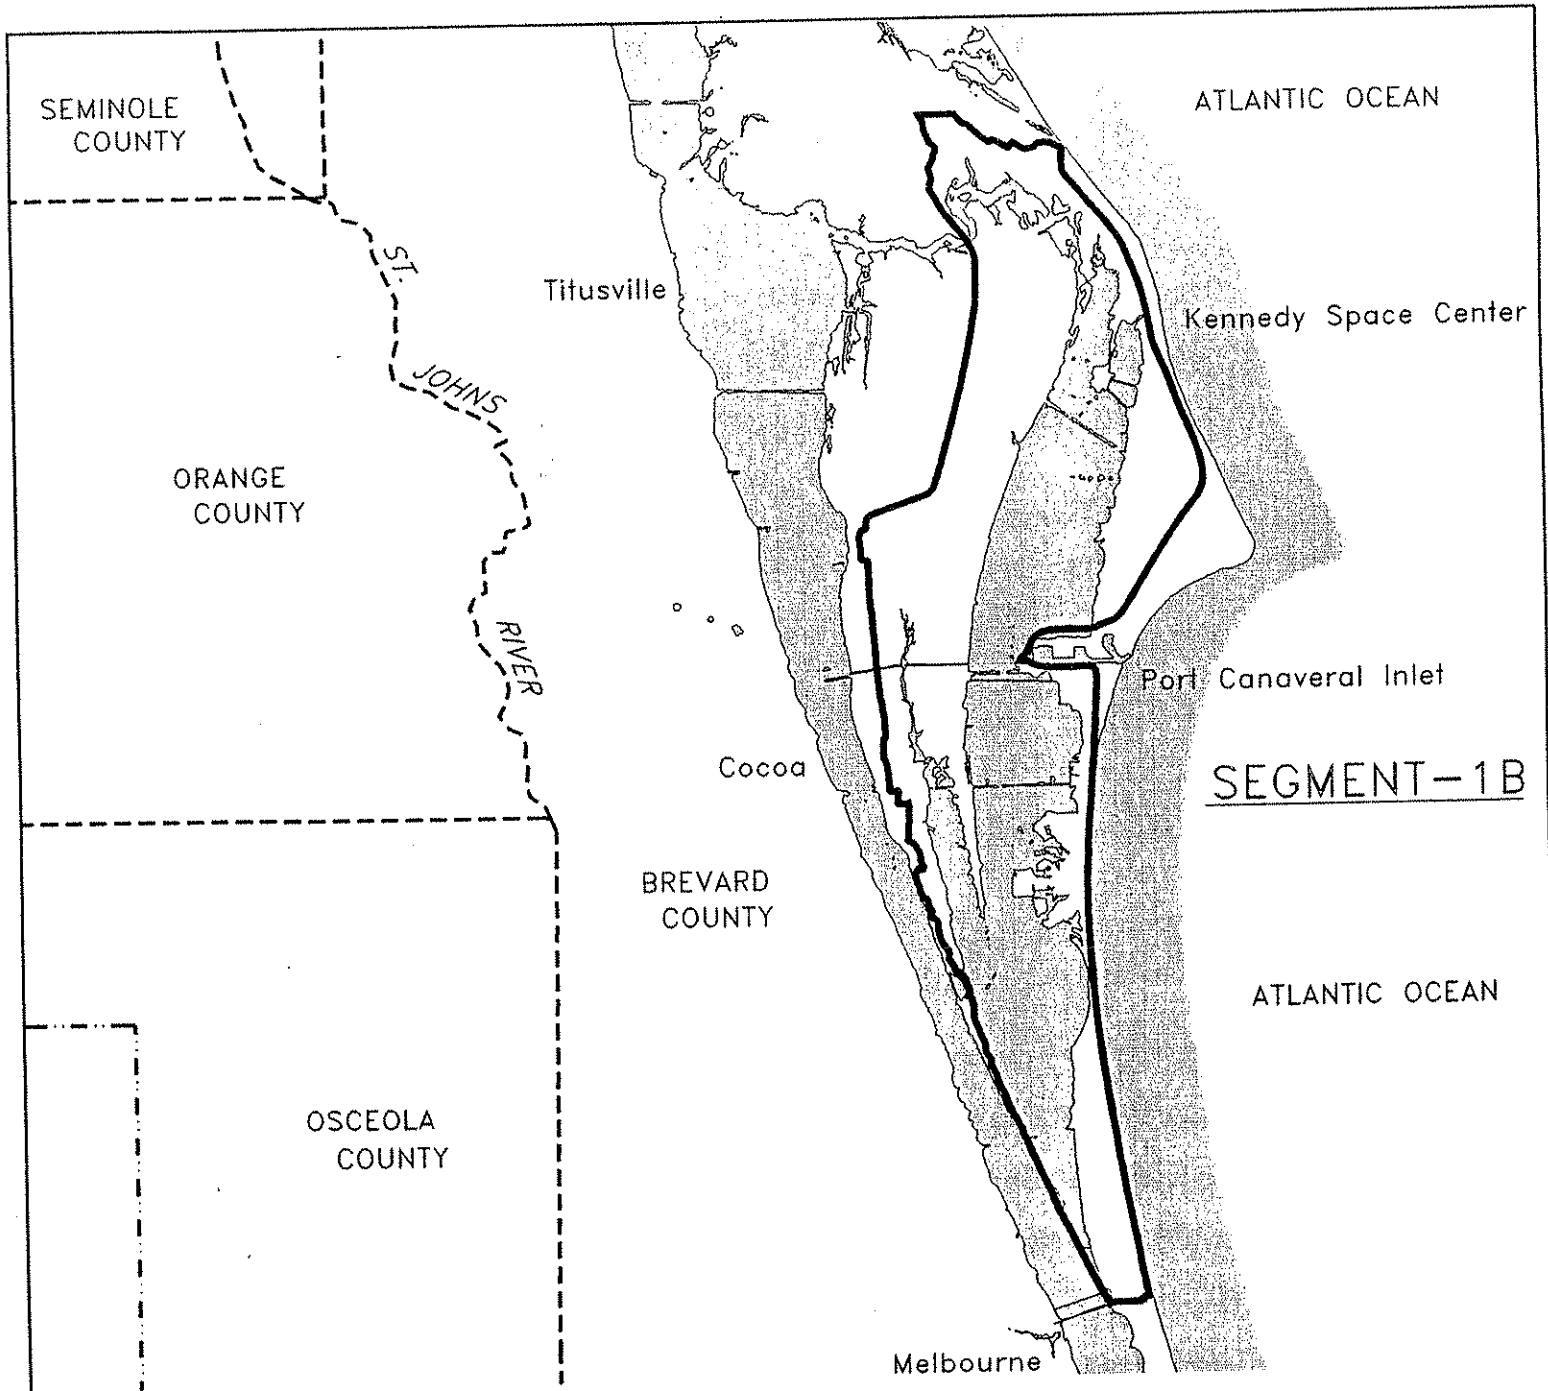 SEMINOLE
COUNTY
ATLANTIC OCEAN
ST.
Titusville
Kennedy Space Center
JOHNS
ORANGE
COUNTY
RIVER
Port Canaveral Inlet
Cocoa
SEGMENT-1B
BREVARD
COUNTY
ATLANTIC OCEAN
OSCEOLA
COUNTY
Melbourne